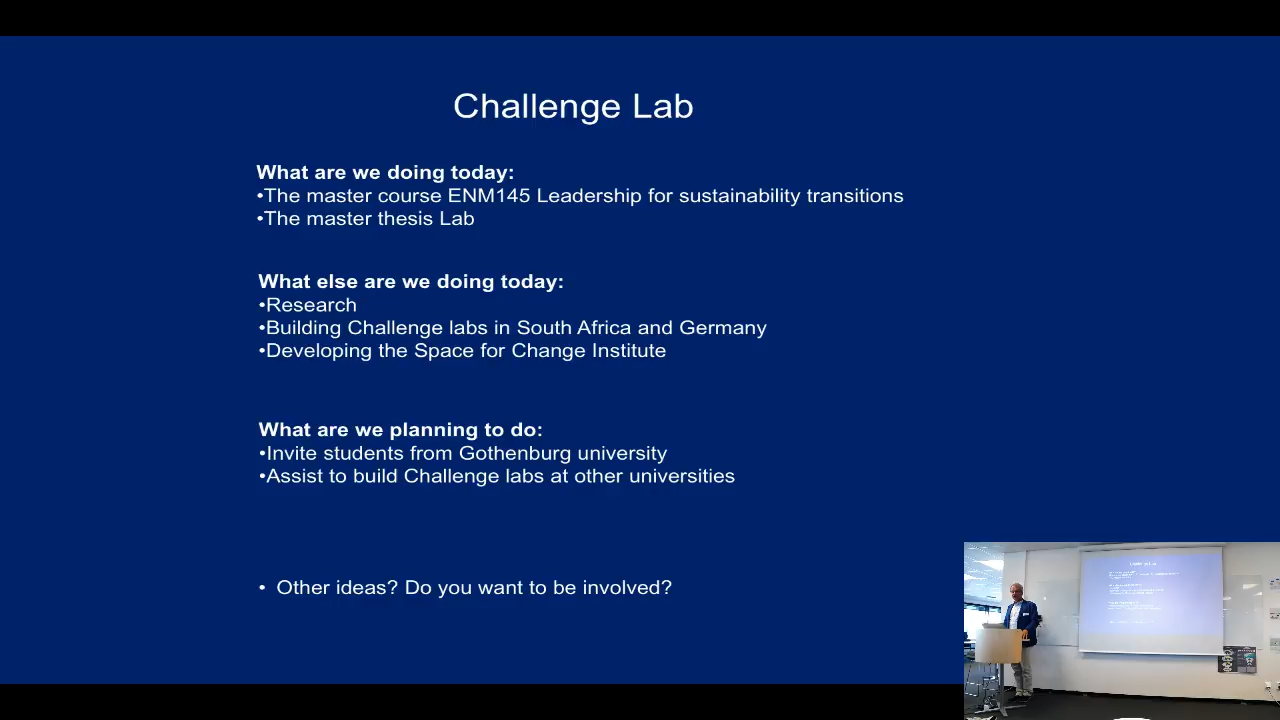 Challenge Lab
What are we doing today:
•The master course ENM145 Leadership for sustainability transitions
•The master thesis Lab
What else are we doing today:
•Research
•Building Challenge labs in South Africa and Germany
•Developing the Space for Change Institute
What are we planning to do:
•Invite students from Gothenburg university
•Assist to build Challenge labs at other universities
• Other ideas? Do you want to be involved?